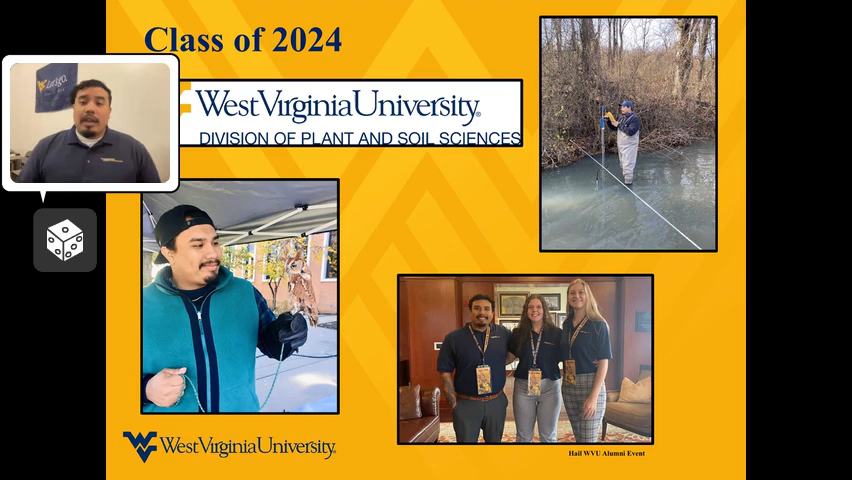 Class of 2024
WestVirginiaUniversity®
DIVISION OF PLANT AND SOIL SCIENCES
WestVirginiaUniversity®
Hail WVU Alumni Event